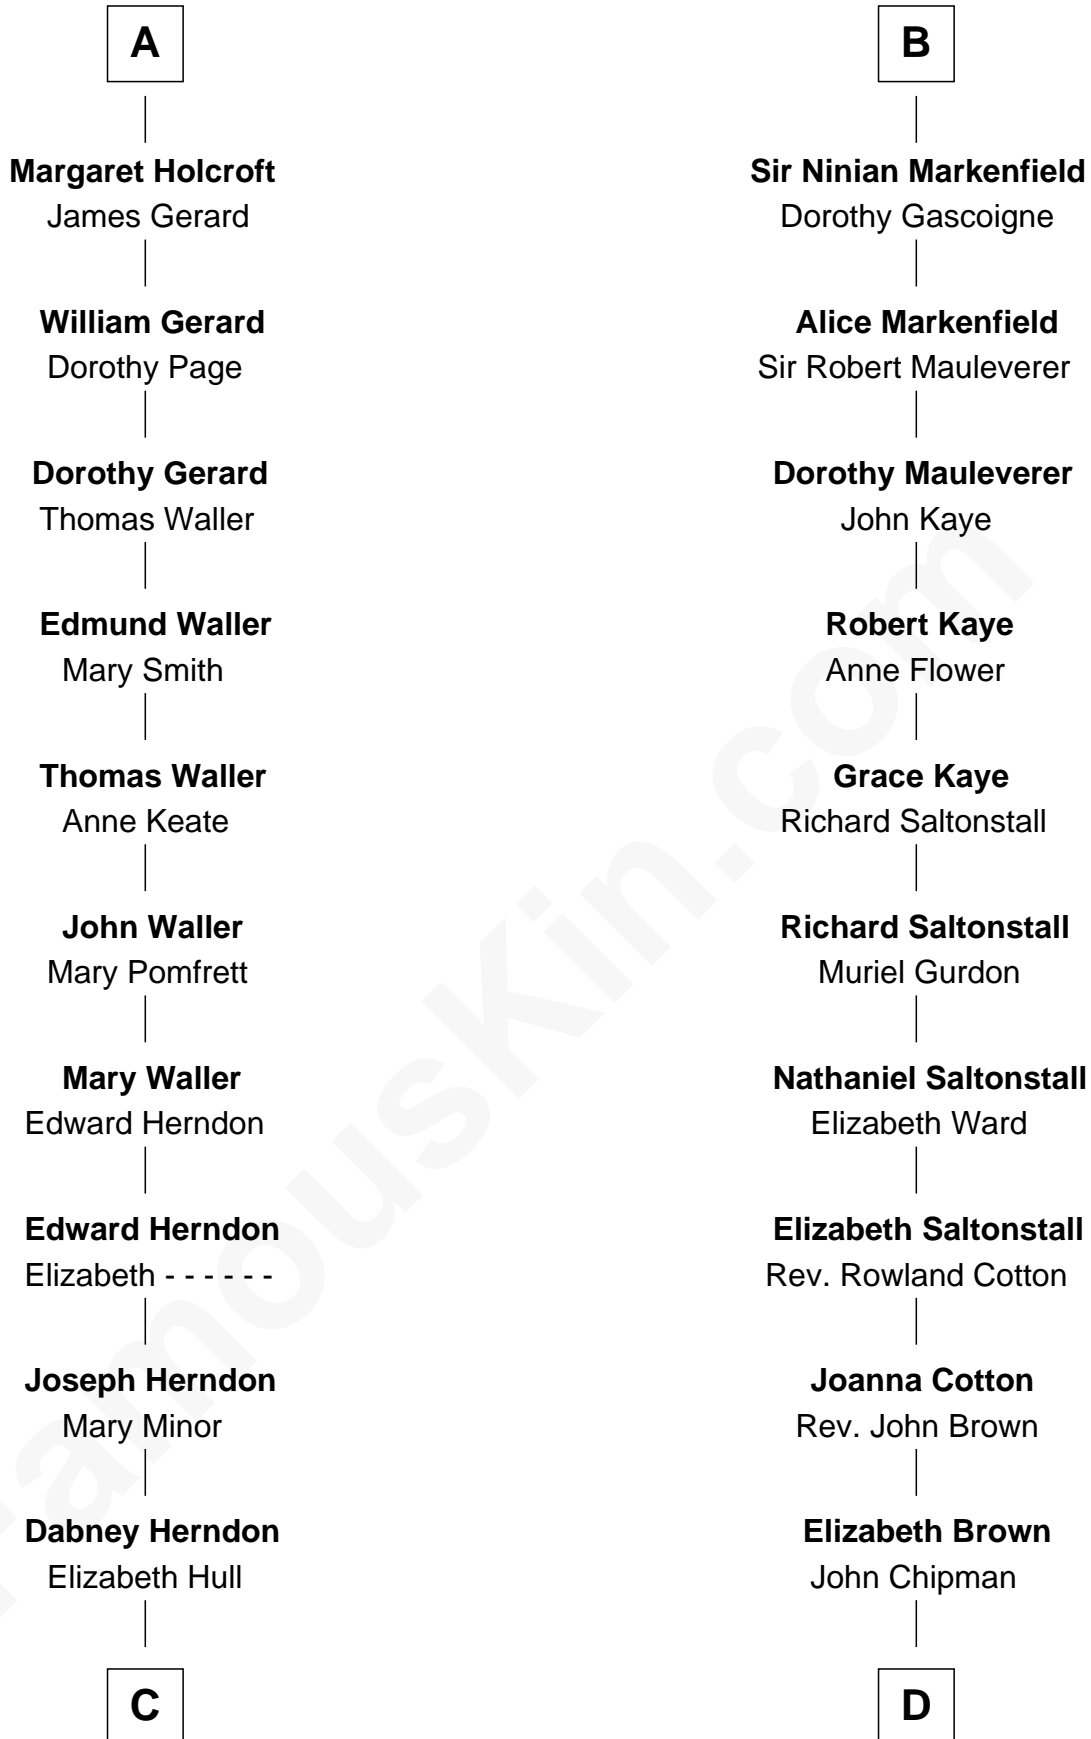 A
Margaret Holcroft
James Gerard
William Gerard
Dorothy Page
Dorothy Gerard
Thomas Waller
Edmund Waller
Mary Smith
Thomas Waller
Anne Keate
John Waller
Mary Pomfrett
Mary Waller
Edward Herndon
Edward Herndon
Elizabeth - - - - - -
Joseph Herndon
Mary Minor
Dabney Herndon
Elizabeth Hull
C
B
Sir Ninian Markenfield
Dorothy Gascoigne
Alice Markenfield
Sir Robert Mauleverer
Dorothy Mauleverer
John Kaye
Robert Kaye
Anne Flower
Grace Kaye
Richard Saltonstall
Richard Saltonstall
Muriel Gurdon
Nathaniel Saltonstall
Elizabeth Ward
Elizabeth Saltonstall
Rev. Rowland Cotton
Joanna Cotton
Rev. John Brown
Elizabeth Brown
John Chipman
D
FamousKin.com